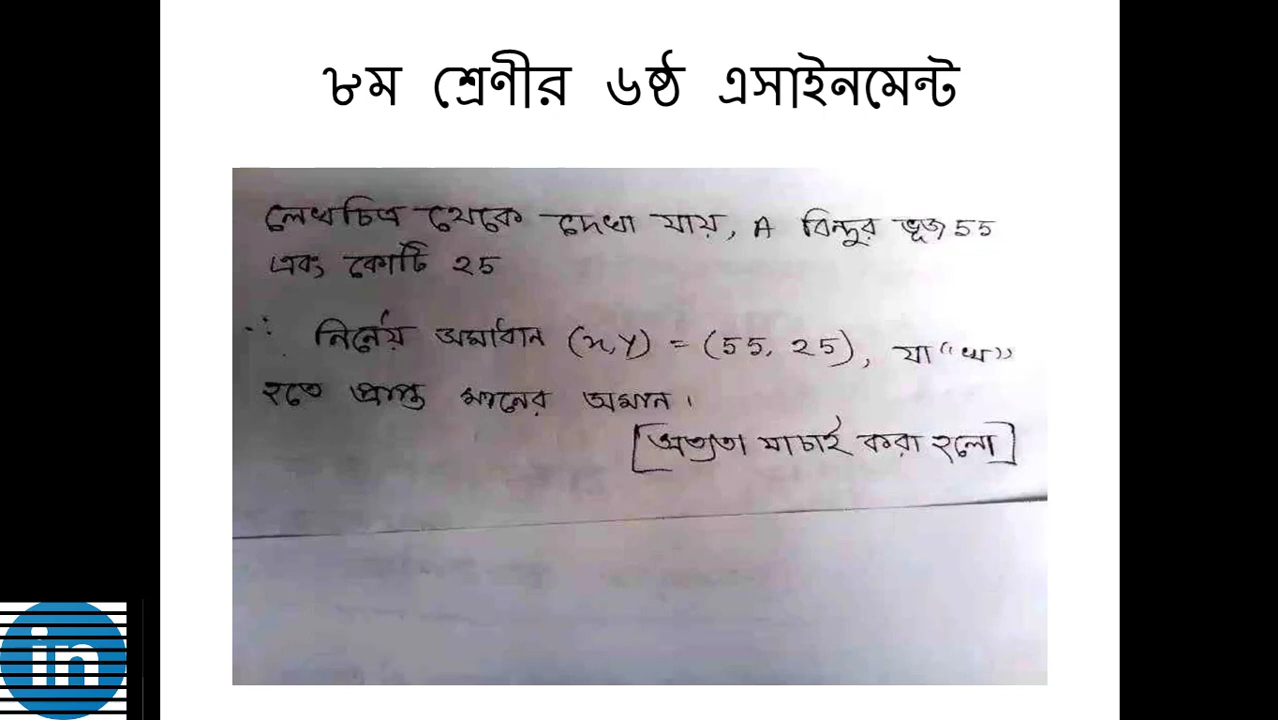 ৮ম শ্রেণীর ৬ষ্ঠ এসাইনমেন্ট
লেখচিত্র থেকে দেখা যায়, A বিন্দুর ভূজ 55
এবং কোটি 25
∴ নির্ণেয় সমাধান (x,y) = (55, 25), যা "খ"
হতে প্রাপ্ত মানের সমান।
[সত্যতা যাচাই করা হলো]
in